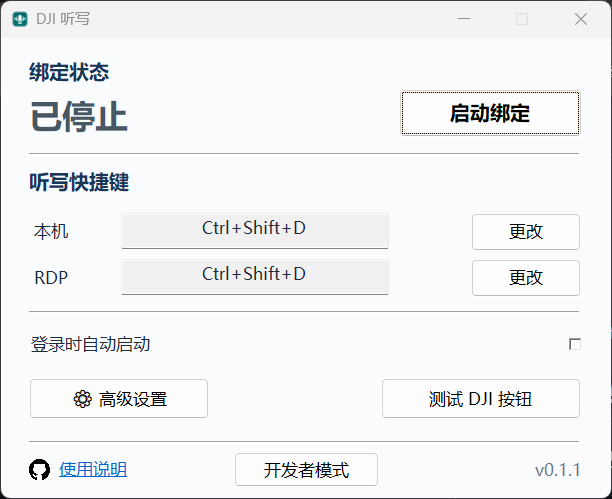 DJI 听写
绑定状态
已停止
启动绑定
听写快捷键
本机 Ctrl+Shift+D 更改
RDP Ctrl+Shift+D 更改
登录时自动启动
高级设置 测试 DJI 按钮
使用说明 开发者模式 v0.1.1